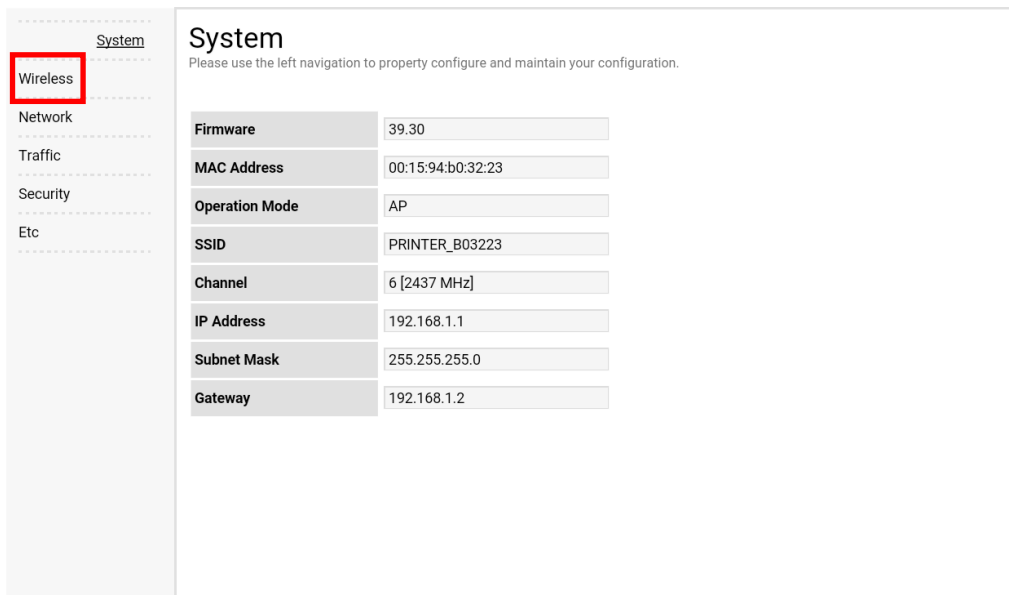 System
Wireless
Network
Traffic
Security
Etc
System
Please use the left navigation to property configure and maintain your configuration.
Firmware 39.30
MAC Address 00:15:94:b0:32:23
Operation Mode AP
SSID PRINTER_B03223
Channel 6 [2437 MHz]
IP Address 192.168.1.1
Subnet Mask 255.255.255.0
Gateway 192.168.1.2